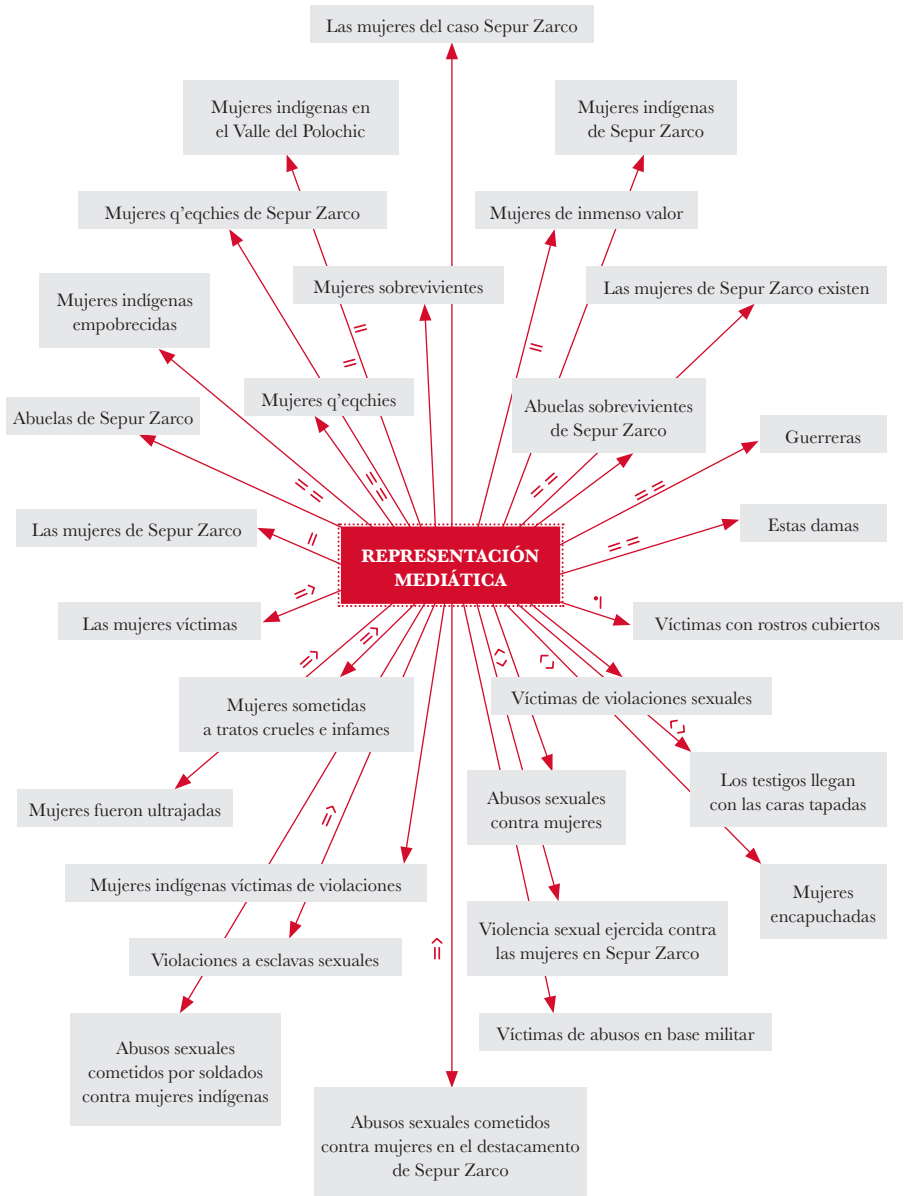 Las mujeres del caso Sepur Zarco
Mujeres indígenas en
el Valle del Polochic
Mujeres indígenas
de Sepur Zarco
Mujeres q'eqchies de Sepur Zarco
Mujeres de inmenso valor
Mujeres sobrevivientes
Las mujeres de Sepur Zarco existen
Mujeres indígenas
empobrecidas
Mujeres q'eqchies
Abuelas sobrevivientes
de Sepur Zarco
Abuelas de Sepur Zarco
Guerreras
Las mujeres de Sepur Zarco
Estas damas
REPRESENTACIÓN
MEDIÁTICA
Las mujeres víctimas
Víctimas con rostros cubiertos
Mujeres sometidas
a tratos crueles e infames
Víctimas de violaciones sexuales
Mujeres fueron ultrajadas
Abusos sexuales
contra mujeres
Los testigos llegan
con las caras tapadas
Mujeres indígenas víctimas de violaciones
Mujeres
encapuchadas
Violaciones a esclavas sexuales
Violencia sexual ejercida contra
las mujeres en Sepur Zarco
Víctimas de abusos en base militar
Abusos sexuales
cometidos por soldados
contra mujeres indígenas
Abusos sexuales cometidos
contra mujeres en el destacamento
de Sepur Zarco